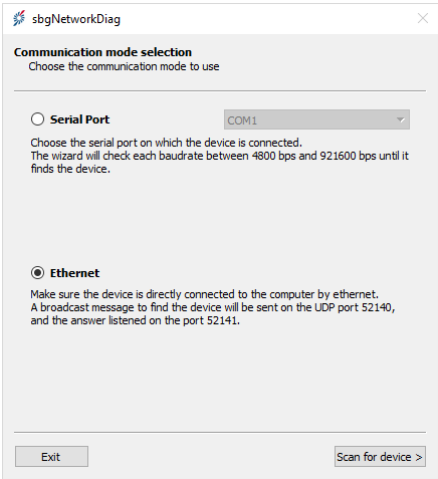 sbgNetworkDiag
Communication mode selection
Choose the communication mode to use
Serial Port
COM1
Choose the serial port on which the device is connected.
The wizard will check each baudrate between 4800 bps and 921600 bps until it
finds the device.
Ethernet
Make sure the device is directly connected to the computer by ethernet.
A broadcast message to find the device will be sent on the UDP port 52140,
and the answer listened on the port 52141.
Exit
Scan for device >